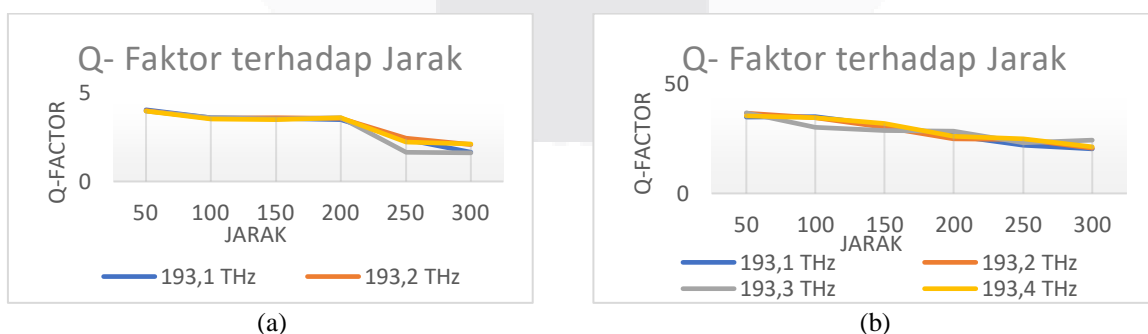 Q- Faktor terhadap Jarak
5
0
Q-FACTOR
50 100 150 200 250 300
JARAK
193,1 THz 193,2 THz
(a)
Q- Faktor terhadap Jarak
50
0
Q-FACTOR
50 100 150 200 250 300
JARAK
193,1 THz 193,2 THz
193,3 THz 193,4 THz
(b)